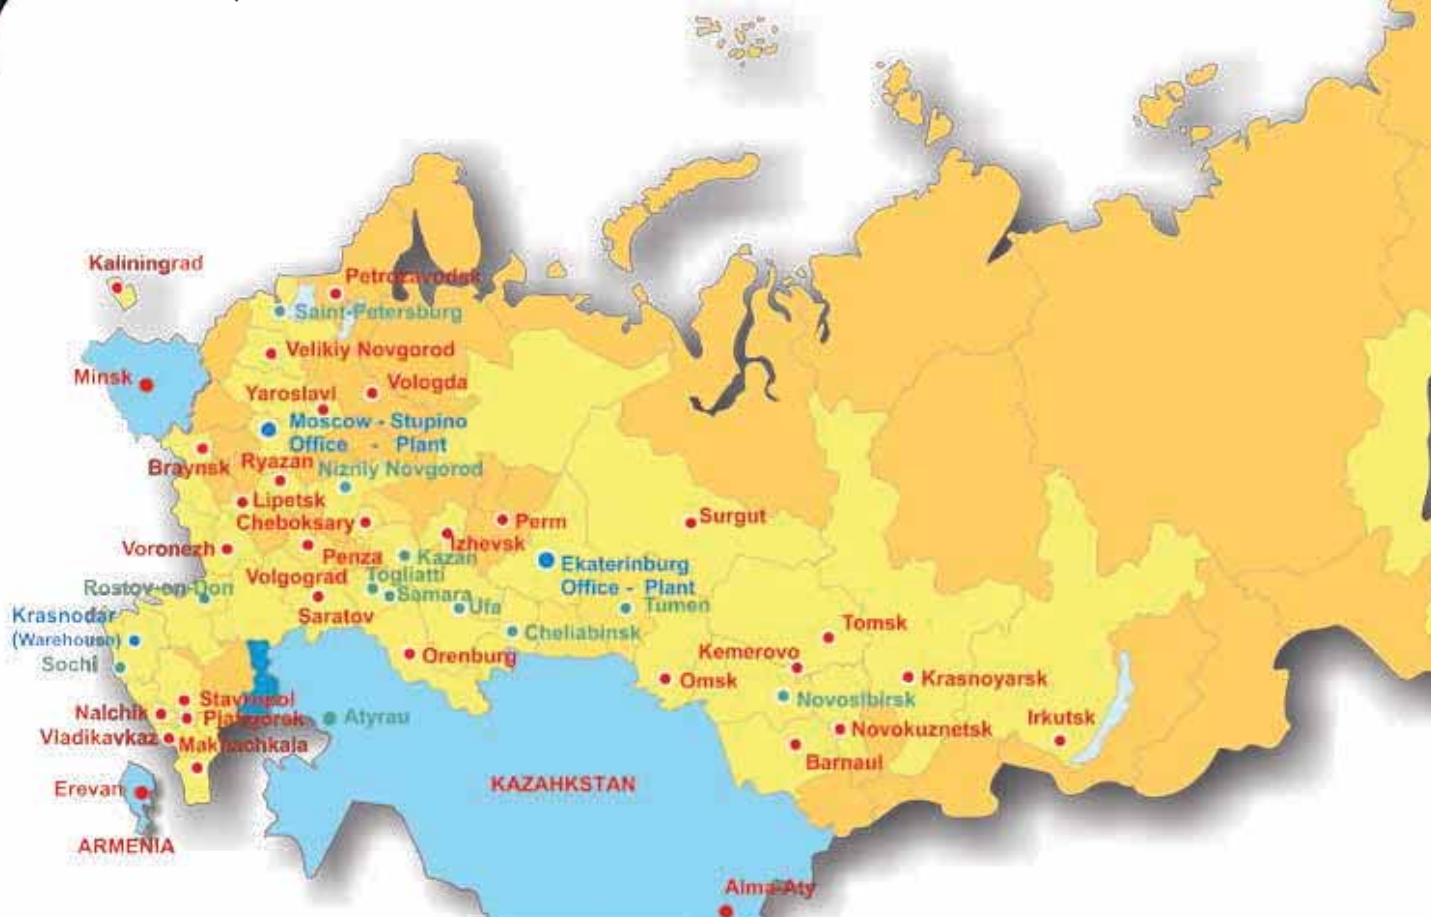 Kaliningrad
Petrozavodsk
Saint-Petersburg
Velikiy Novgorod
Minsk
Vologda
Yaroslavl
Moscow - Stupino
Office - Plant
Braynsk
Ryazan
Nizniy Novgorod
Lipetsk
Cheboksary
Perm
Surgut
Izhevsk
Voronezh
Penza
Kazan
Ekaterinburg
Office - Plant
Volgograd
Togliatti
Rostov-on-Don
Samara
Ufa
Tumen
Krasnodar
(Warehouse)
Saratov
Cheliabinsk
Tomsk
Sochi
Orenburg
Kemerovo
Omsk
Krasnoyarsk
Stavropol
Novosibirsk
Nalchik
Piatigorsk
Atyrau
Irkutsk
Vladikavkaz
Makhachkala
Novokuznetsk
Barnaul
Erevan
KAZAHKSTAN
ARMENIA
Alma-Aty